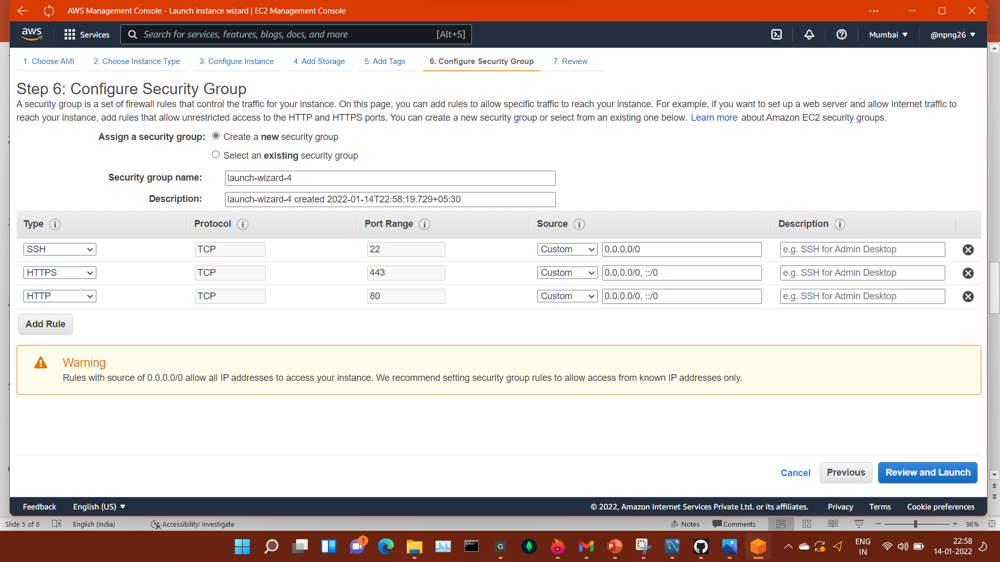 AWS Management Console - Launch instance wizard | EC2 Management Console
aws
Services
Search for services, features, blogs, docs, and more
[Alt+S]
Mumbai
@npng26
1. Choose AMI
2. Choose Instance Type
3. Configure Instance
4. Add Storage
5. Add Tags
6. Configure Security Group
7. Review
Step 6: Configure Security Group
A security group is a set of firewall rules that control the traffic for your instance. On this page, you can add rules to allow specific traffic to reach your instance. For example, if you want to set up a web server and allow Internet traffic to
reach your instance, add rules that allow unrestricted access to the HTTP and HTTPS ports. You can create a new security group or select from an existing one below. Learn more about Amazon EC2 security groups.
Assign a security group:
Create a new security group
Select an existing security group
Security group name:
launch-wizard-4
Description:
launch-wizard-4 created 2022-01-14T22:58:19.729+05:30
Type
Protocol
Port Range
Source
Description
SSH
TCP
22
Custom
0.0.0.0/0
e.g. SSH for Admin Desktop
HTTPS
TCP
443
Custom
0.0.0.0/0, ::/0
e.g. SSH for Admin Desktop
HTTP
TCP
80
Custom
0.0.0.0/0, ::/0
e.g. SSH for Admin Desktop
Add Rule
Warning
Rules with source of 0.0.0.0/0 allow all IP addresses to access your instance. We recommend setting security group rules to allow access from known IP addresses only.
Cancel
Previous
Review and Launch
Feedback
English (US)
© 2022, Amazon Internet Services Private Ltd. or its affiliates.
Privacy
Terms
Cookie preferences
Slide 5 of 8
English (India)
Accessibility: Investigate
Notes
Comments
96%
1
G
P
ENG
IN
22:58
14-01-2022